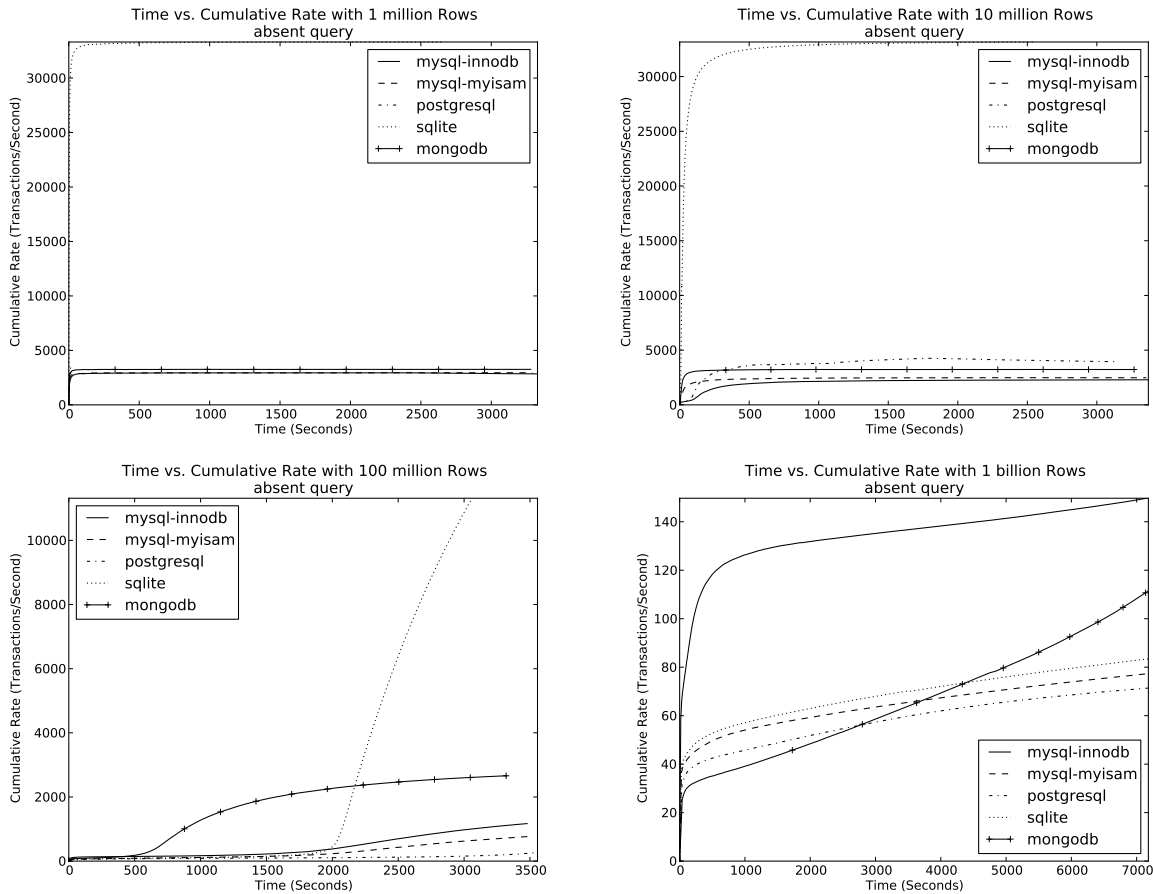 Time vs. Cumulative Rate with 1 million Rows
absent query
Cumulative Rate (Transactions/Second)
30000
25000
20000
15000
10000
5000
0
mysql-innodb
mysql-myisam
postgresql
sqlite
mongodb
0 500 1000 1500 2000 2500 3000
Time (Seconds)
Time vs. Cumulative Rate with 10 million Rows
absent query
Cumulative Rate (Transactions/Second)
30000
25000
20000
15000
10000
5000
0
mysql-innodb
mysql-myisam
postgresql
sqlite
mongodb
0 500 1000 1500 2000 2500 3000
Time (Seconds)
Time vs. Cumulative Rate with 100 million Rows
absent query
Cumulative Rate (Transactions/Second)
10000
8000
6000
4000
2000
0
mysql-innodb
mysql-myisam
postgresql
sqlite
mongodb
0 500 1000 1500 2000 2500 3000 3500
Time (Seconds)
Time vs. Cumulative Rate with 1 billion Rows
absent query
Cumulative Rate (Transactions/Second)
140
120
100
80
60
40
20
0
mysql-innodb
mysql-myisam
postgresql
sqlite
mongodb
0 1000 2000 3000 4000 5000 6000 7000
Time (Seconds)